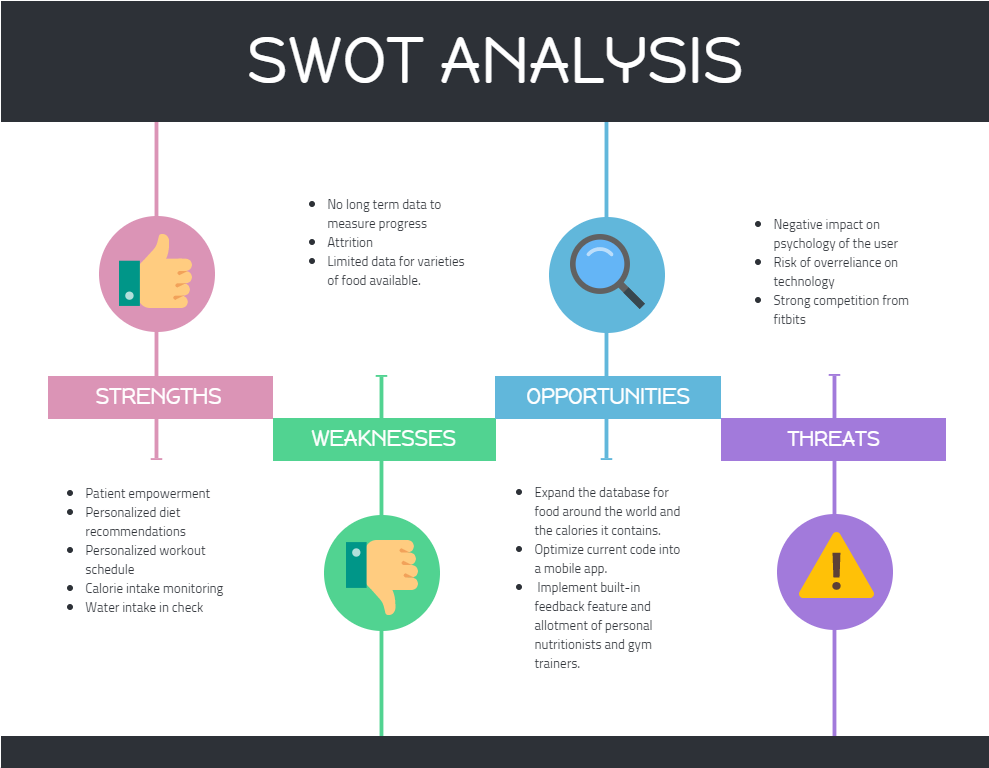 SWOT ANALYSIS
No long term data to
measure progress
Attrition
Limited data for varieties
of food available.
Negative impact on
psychology of the user
Risk of overreliance on
technology
Strong competition from
fitbits
STRENGTHS
WEAKNESSES
OPPORTUNITIES
THREATS
Patient empowerment
Personalized diet
recommendations
Personalized workout
schedule
Calorie intake monitoring
Water intake in check
Expand the database for
food around the world and
the calories it contains.
Optimize current code into
a mobile app.
Implement built-in
feedback feature and
allotment of personal
nutritionists and gym
trainers.